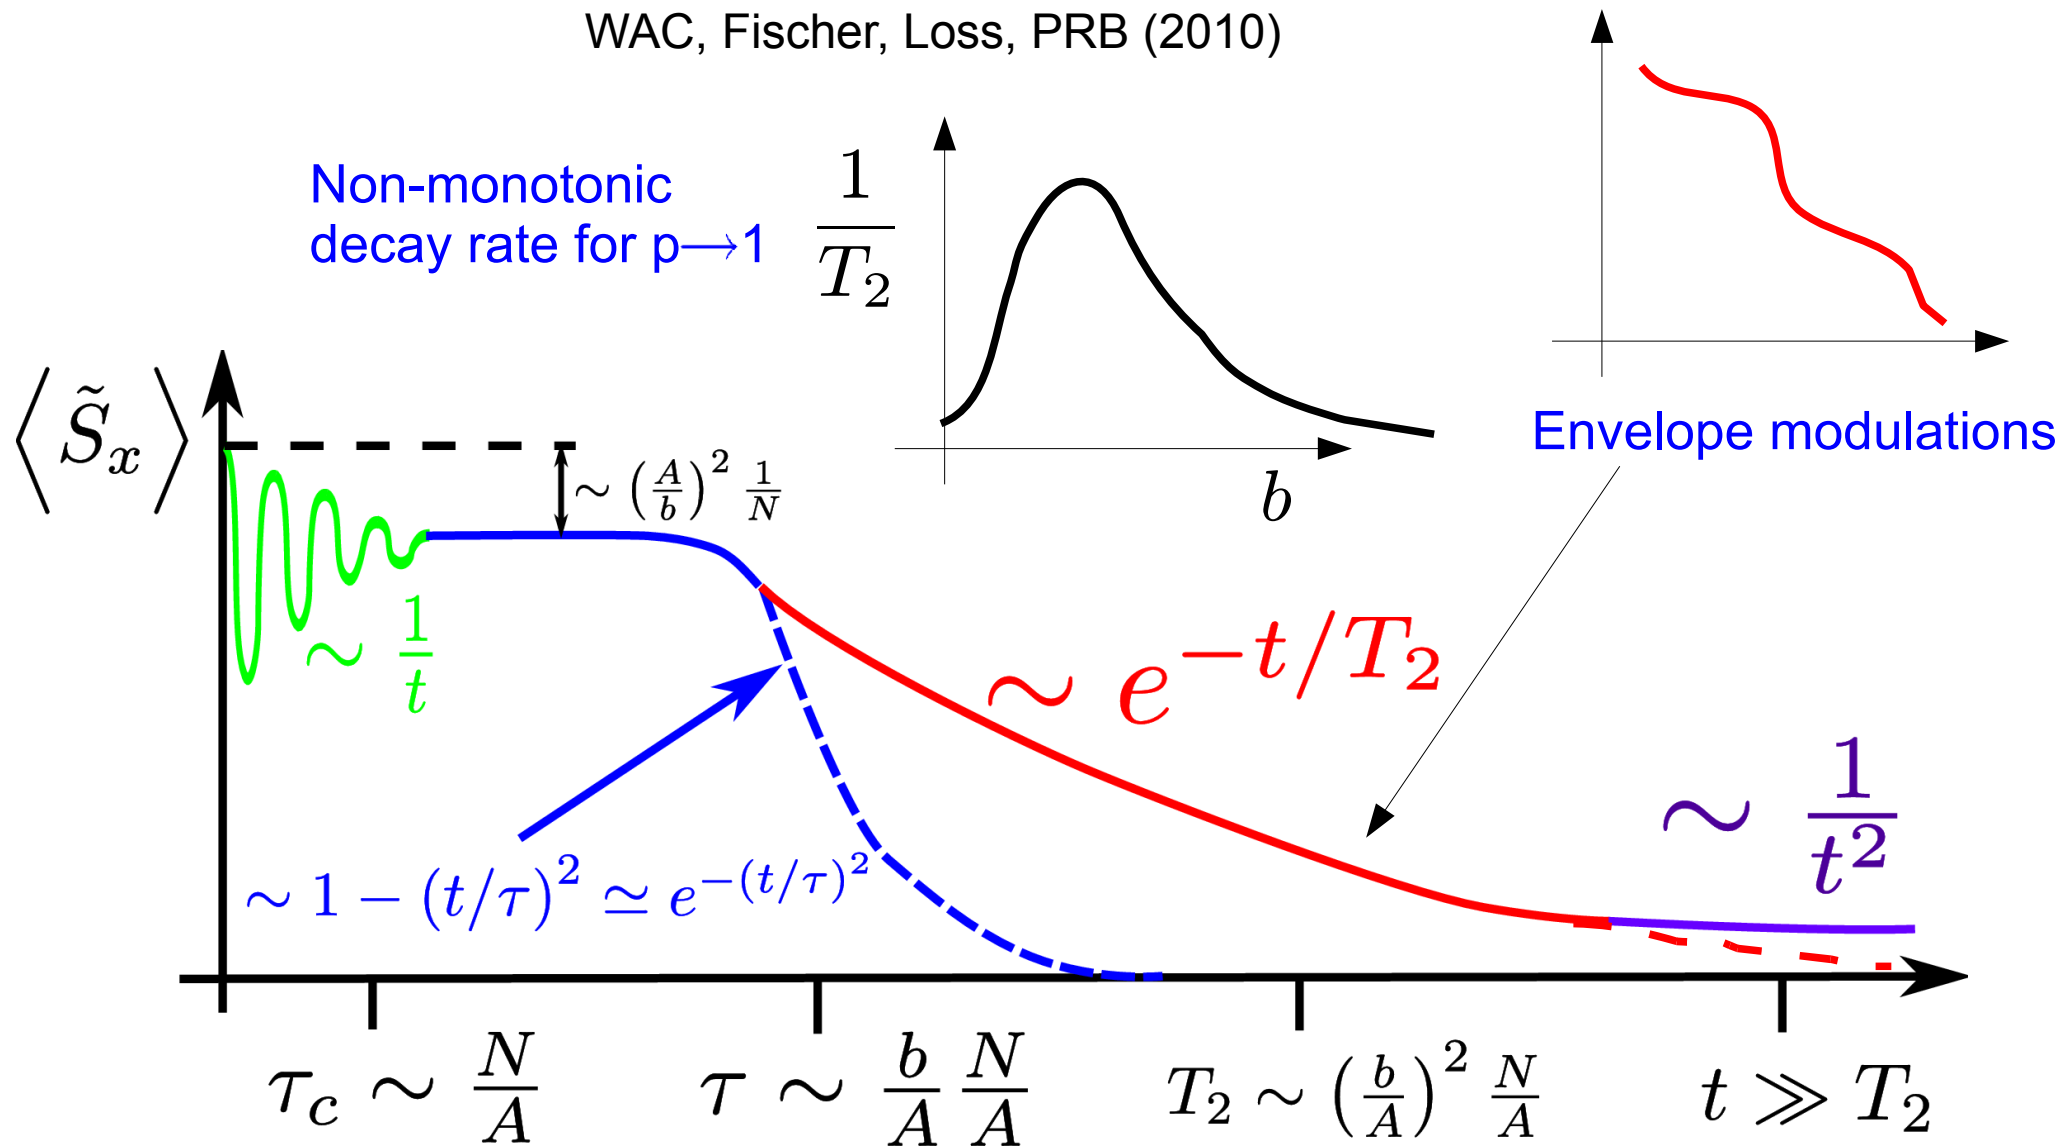 WAC, Fischer, Loss, PRB (2010)
Non-monotonic
decay rate for p→1
1/T₂
b
Envelope modulations
⟨S̃ₓ⟩
∼ (A/b)² 1/N
∼ 1/t
∼ e^(−t/T₂)
∼ 1/t²
∼ 1 − (t/τ)² ≃ e^(−(t/τ)²)
τ_c ∼ N/A
τ ∼ b/A N/A
T₂ ∼ (b/A)² N/A
t ≫ T₂